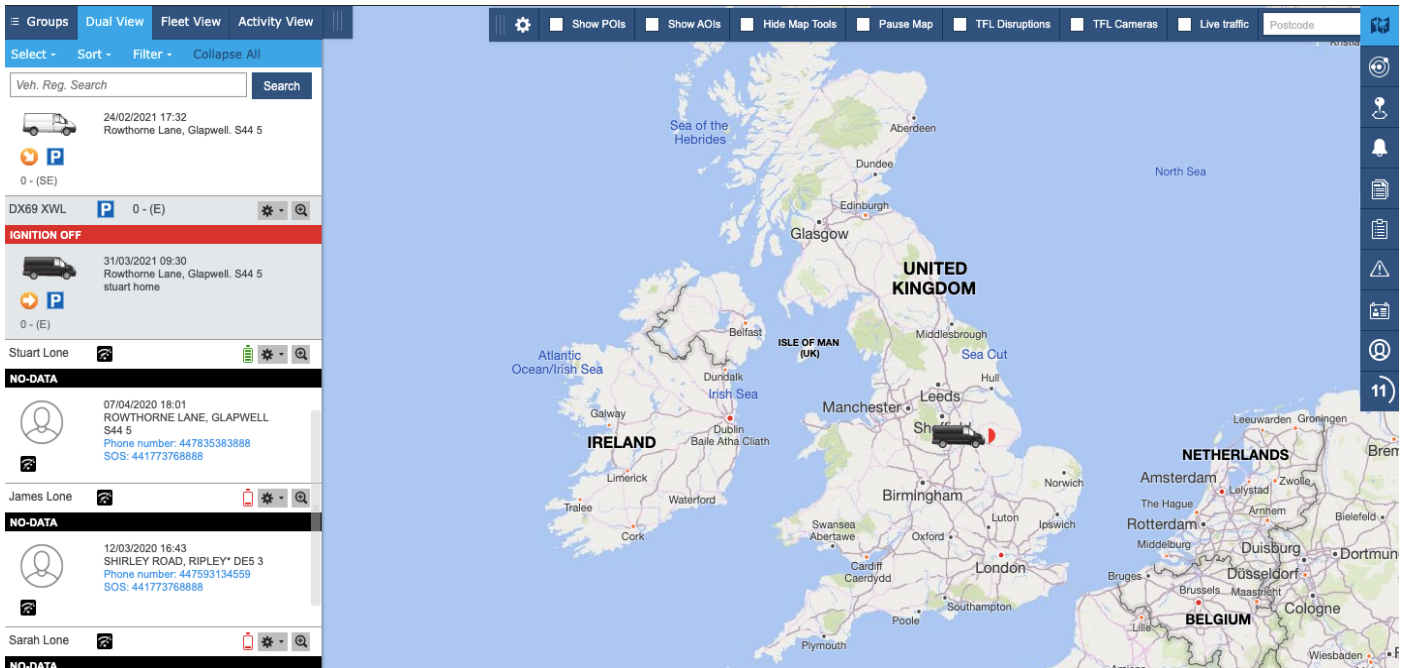 Groups
Dual View
Fleet View
Activity View
Select
Sort
Filter
Collapse All
Veh. Reg. Search
Search
24/02/2021 17:32
Rowthorne Lane, Glapwell. S44 5
P
0 - (SE)
DX69 XWL
P
0 - (E)
IGNITION OFF
31/03/2021 09:30
Rowthorne Lane, Glapwell. S44 5
stuart home
P
0 - (E)
Stuart Lone
NO-DATA
07/04/2020 18:01
ROWTHORNE LANE, GLAPWELL
S44 5
Phone number: 447835383888
SOS: 441773768888
James Lone
NO-DATA
12/03/2020 16:43
SHIRLEY ROAD, RIPLEY* DE5 3
Phone number: 447593134559
SOS: 441773768888
Sarah Lone
NO-DATA
Show POIs
Show AOIs
Hide Map Tools
Pause Map
TFL Disruptions
TFL Cameras
Live traffic
Postcode
11
Sea of the
Hebrides
Aberdeen
Dundee
North Sea
Edinburgh
Glasgow
UNITED
KINGDOM
Belfast
ISLE OF MAN
(UK)
Middlesbrough
Sea Cut
Atlantic
Ocean/Irish Sea
Dundalk
Irish Sea
Hull
Leeds
Manchester
Galway
Dublin
Baile Atha Cliath
IRELAND
Sheffield
Leeuwarden
Groningen
NETHERLANDS
Brem
Limerick
Amsterdam
Lelystad
Zwolle
Norwich
Birmingham
Waterford
Tralee
The Hague
Arnhem
Cork
Swansea
Abertawe
Luton
Ipswich
Oxford
Rotterdam
Bielefeld
Middelburg
Duisburg
Dortmun
Cardiff
Caerdydd
London
Bruges
Düsseldorf
Brussels
Maastricht
Southampton
Poole
Cologne
BELGIUM
Lille
Plymouth
Wiesbaden